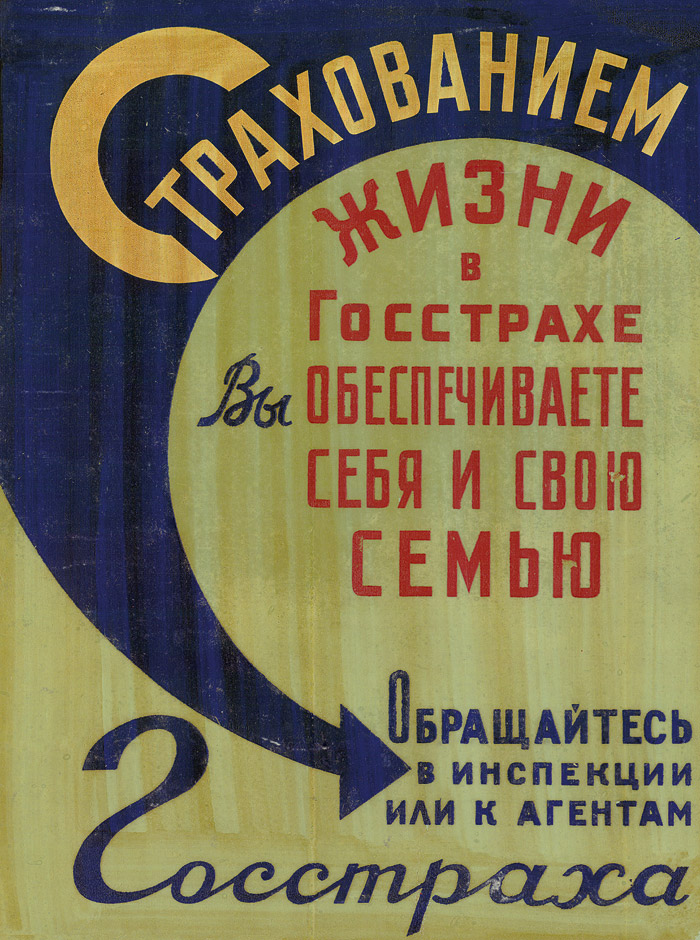 СТРАХОВАНИЕМ
ЖИЗНИ
В
ГОССТРАХЕ
Вы ОБЕСПЕЧИВАЕТЕ
СЕБЯ И СВОЮ
СЕМЬЮ
ОБРАЩАЙТЕСЬ
В ИНСПЕКЦИИ
ИЛИ К АГЕНТАМ
Госстраха